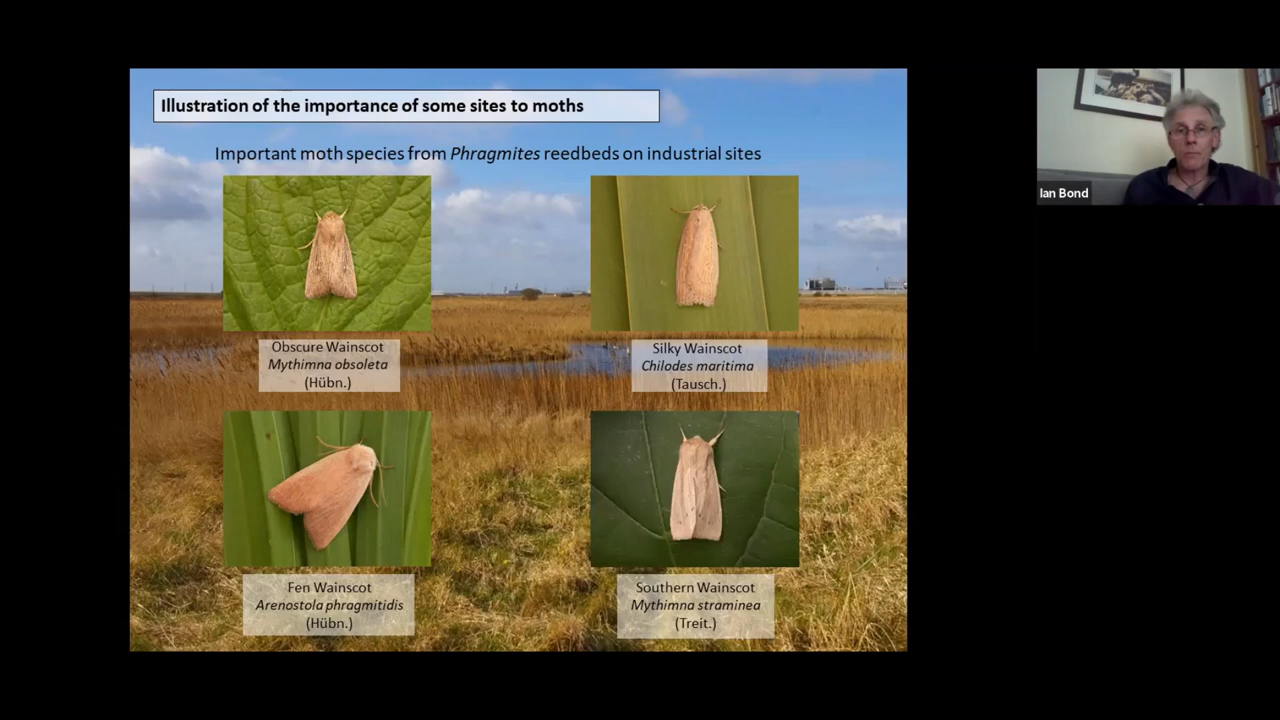 Illustration of the importance of some sites to moths
Important moth species from Phragmites reedbeds on industrial sites
Obscure Wainscot
Mythimna obsoleta
(Hübn.)
Silky Wainscot
Chilodes maritima
(Tausch.)
Fen Wainscot
Arenostola phragmitidis
(Hübn.)
Southern Wainscot
Mythimna straminea
(Treit.)
Ian Bond